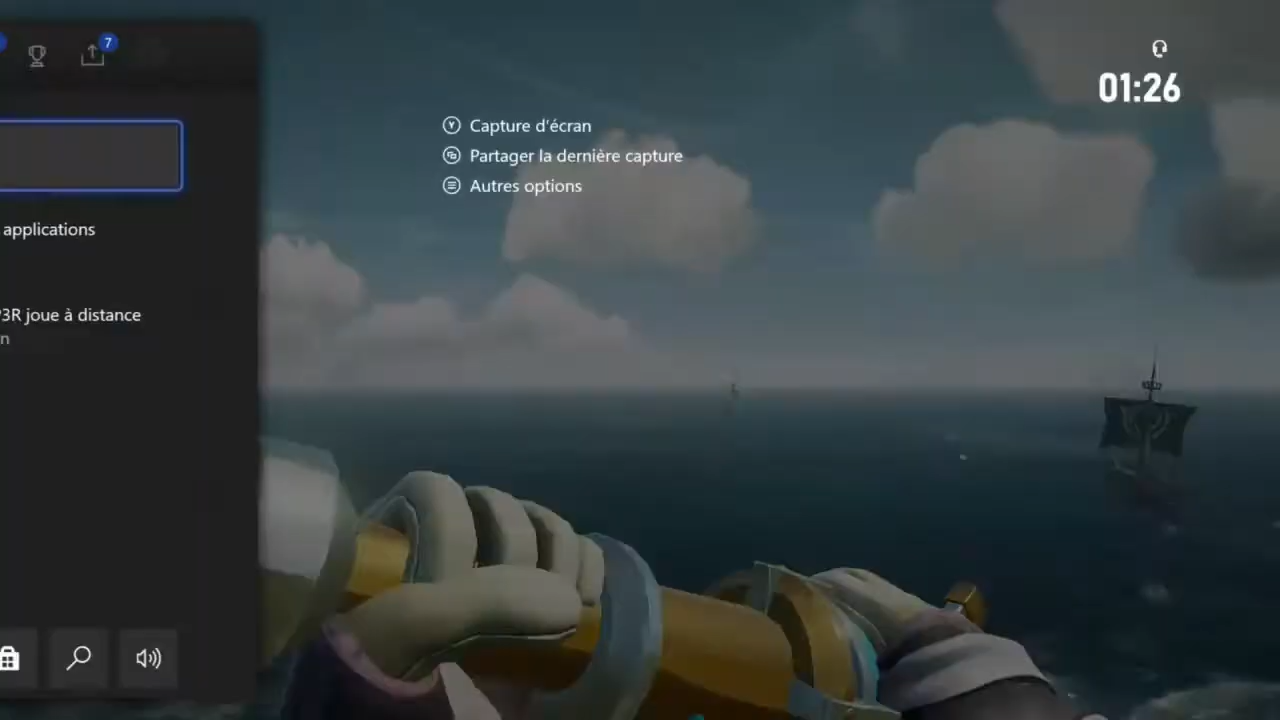 7
01:26
Capture d'écran
Partager la dernière capture
Autres options
applications
3R joue à distance
n